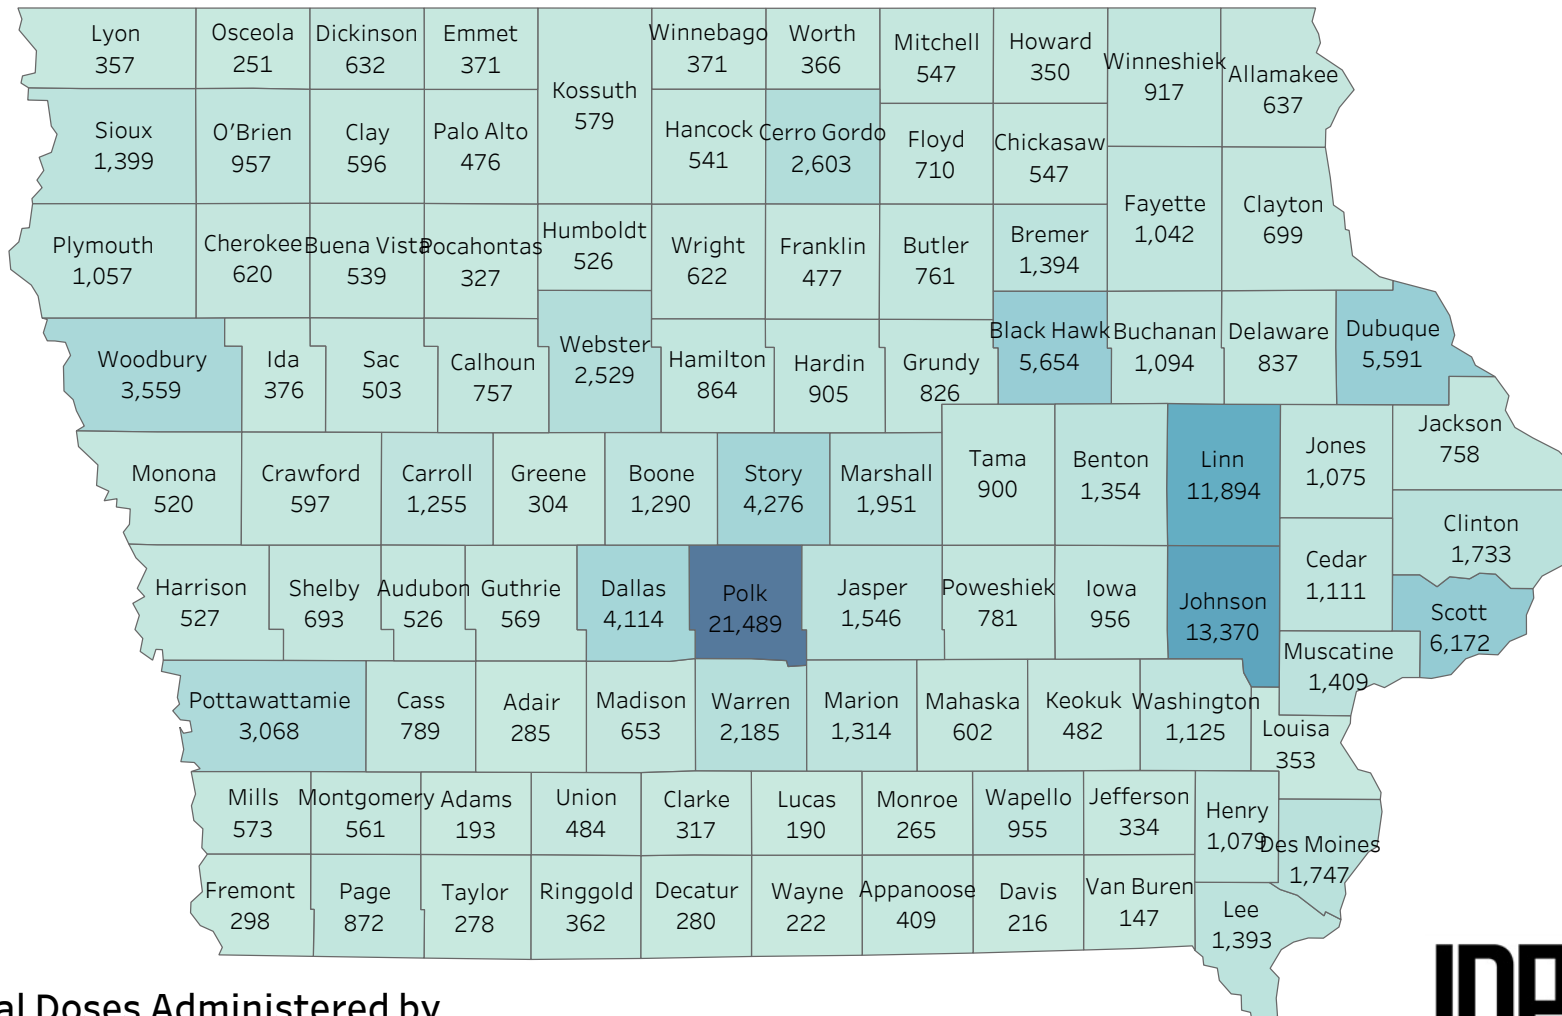 Lyon
357
Osceola
251
Dickinson
632
Emmet
371
Kossuth
579
Winnebago
371
Worth
366
Mitchell
547
Howard
350
Winneshiek
917
Allamakee
637
Sioux
1,399
O'Brien
957
Clay
596
Palo Alto
476
Hancock
541
Cerro Gordo
2,603
Floyd
710
Chickasaw
547
Fayette
1,042
Clayton
699
Plymouth
1,057
Cherokee
620
Buena Vista
539
Pocahontas
327
Humboldt
526
Wright
622
Franklin
477
Butler
761
Bremer
1,394
Woodbury
3,559
Ida
376
Sac
503
Calhoun
757
Webster
2,529
Hamilton
864
Hardin
905
Grundy
826
Black Hawk
5,654
Buchanan
1,094
Delaware
837
Dubuque
5,591
Monona
520
Crawford
597
Carroll
1,255
Greene
304
Boone
1,290
Story
4,276
Marshall
1,951
Tama
900
Benton
1,354
Linn
11,894
Jones
1,075
Jackson
758
Clinton
1,733
Harrison
527
Shelby
693
Audubon
526
Guthrie
569
Dallas
4,114
Polk
21,489
Jasper
1,546
Poweshiek
781
Iowa
956
Johnson
13,370
Cedar
1,111
Scott
6,172
Muscatine
1,409
Pottawattamie
3,068
Cass
789
Adair
285
Madison
653
Warren
2,185
Marion
1,314
Mahaska
602
Keokuk
482
Washington
1,125
Louisa
353
Mills
573
Montgomery
561
Adams
193
Union
484
Clarke
317
Lucas
190
Monroe
265
Wapello
955
Jefferson
334
Henry
1,079
Des Moines
1,747
Fremont
298
Page
872
Taylor
278
Ringgold
362
Decatur
280
Wayne
222
Appanoose
409
Davis
216
Van Buren
147
Lee
1,393
al Doses Administered by